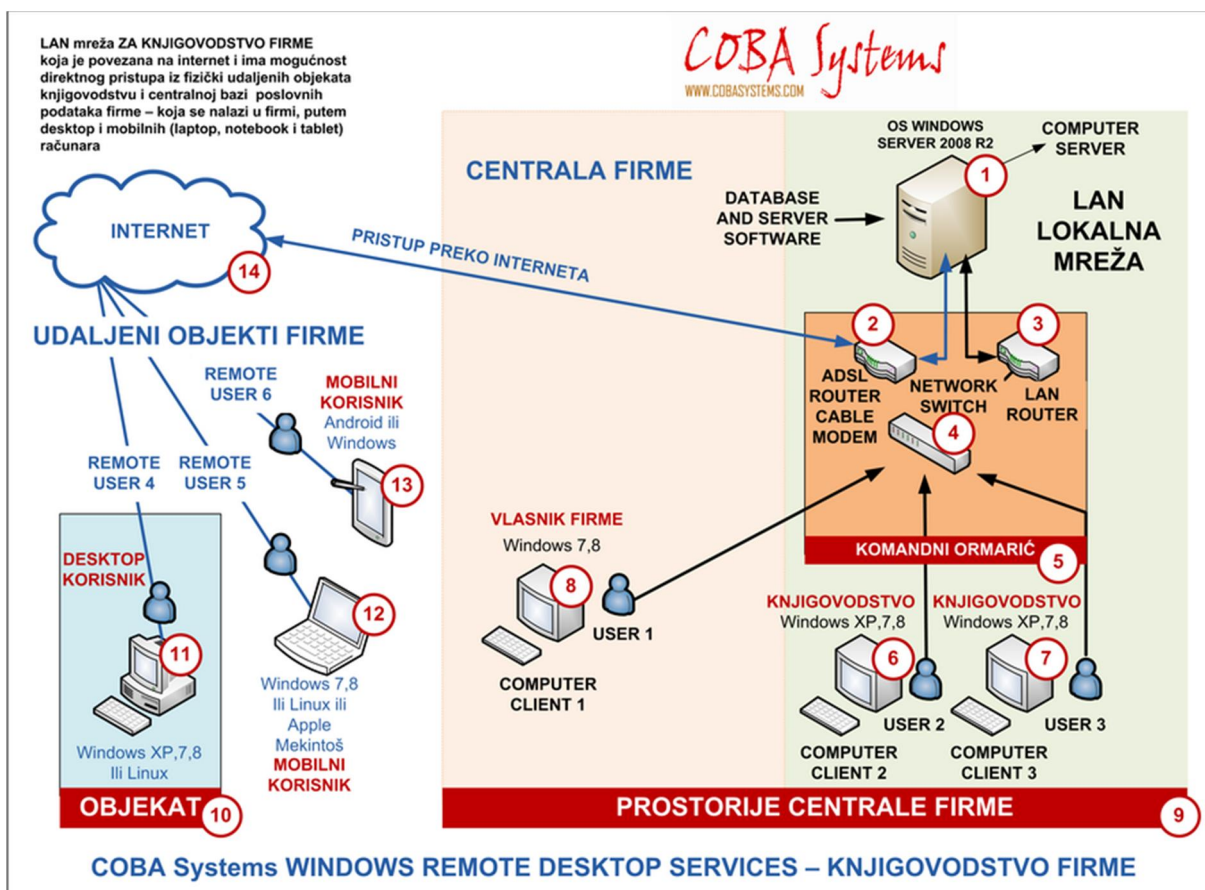 LAN mreža ZA KNJIGOVODSTVO FIRME
koja je povezana na internet i ima mogućnost
direktnog pristupa iz fizički udaljenih objekata
knjigovodstvu i centralnoj bazi poslovnih
podataka firme – koja se nalazi u firmi, putem
desktop i mobilnih (laptop, notebook i tablet)
računara
COBA Systems
WWW.COBASYSTEMS.COM
CENTRALA FIRME
OS WINDOWS
SERVER 2008 R2
COMPUTER
SERVER
1
DATABASE
AND SERVER
SOFTWARE
LAN
LOKALNA
MREŽA
INTERNET
14
PRISTUP PREKO INTERNETA
UDALJENI OBJEKTI FIRME
2
3
ADSL
ROUTER
CABLE
MODEM
NETWORK
SWITCH
LAN
ROUTER
4
KOMANDNI ORMARIĆ
5
REMOTE
USER 6
MOBILNI
KORISNIK
Android ili
Windows
13
REMOTE
USER 4
REMOTE
USER 5
DESKTOP
KORISNIK
11
Windows XP,7,8
Ili Linux
12
Windows 7,8
Ili Linux ili
Apple
Mekintoš
MOBILNI
KORISNIK
OBJEKAT
10
VLASNIK FIRME
Windows 7,8
8
USER 1
COMPUTER
CLIENT 1
KNJIGOVODSTVO
Windows XP,7,8
6
USER 2
COMPUTER
CLIENT 2
KNJIGOVODSTVO
Windows XP,7,8
7
USER 3
COMPUTER
CLIENT 3
PROSTORIJE CENTRALE FIRME
9
COBA Systems WINDOWS REMOTE DESKTOP SERVICES – KNJIGOVODSTVO FIRME